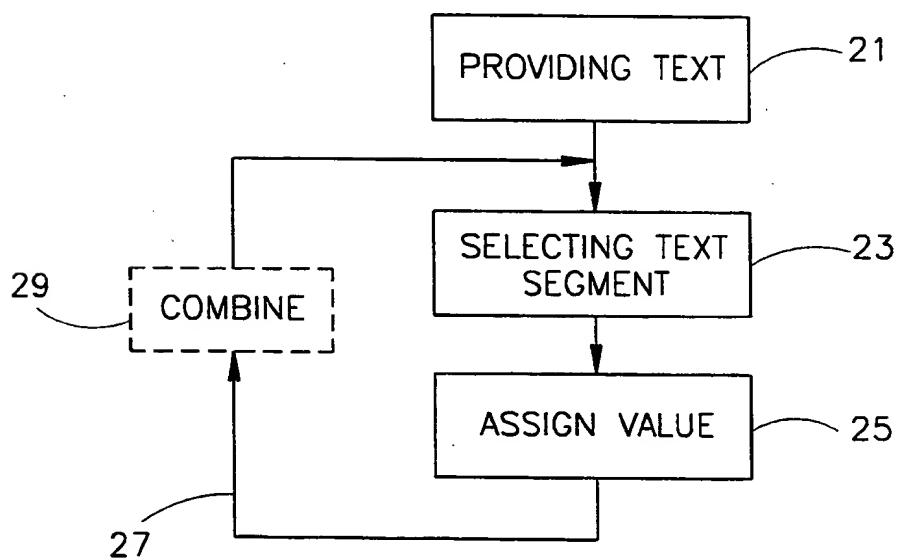 PROVIDING TEXT
21
SELECTING TEXT
SEGMENT
23
29
COMBINE
ASSIGN VALUE
25
27